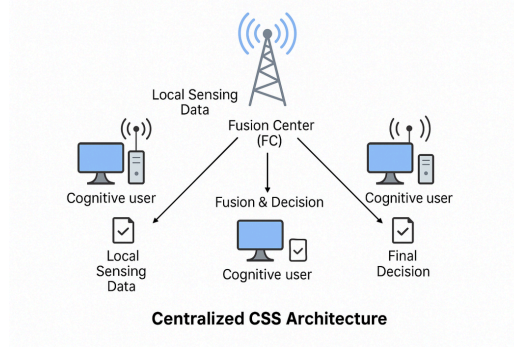 Local Sensing
Data
Fusion Center
(FC)
Cognitive user
Cognitive user
Fusion & Decision
Local
Sensing
Data
Cognitive user
Final
Decision
Centralized CSS Architecture